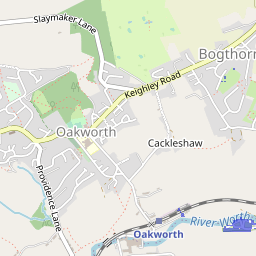 Slaymaker Lane
Bogthorn
Keighley Road
Oakworth
Cackleshaw
Providence Lane
River Worth
Oakworth